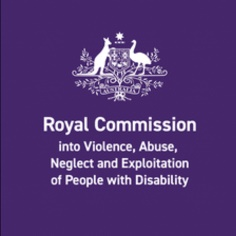 Royal Commission
into Violence, Abuse,
Neglect and Exploitation
of People with Disability